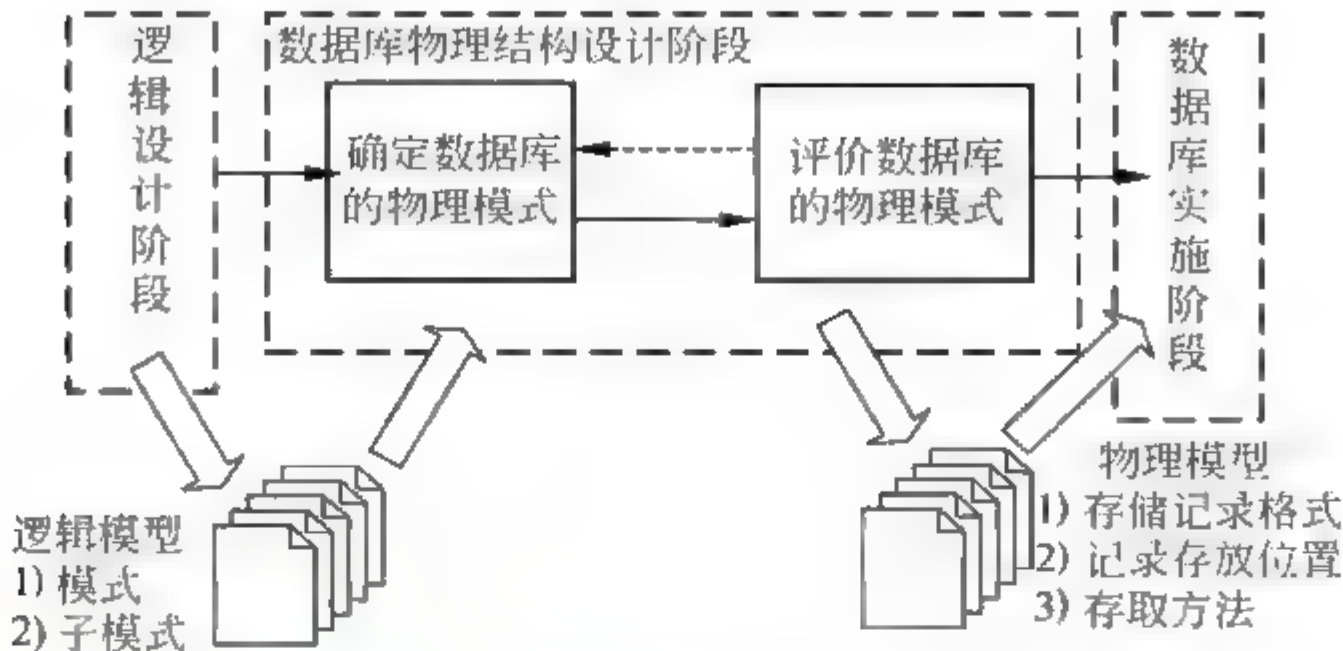 逻辑设计阶段
数据库物理结构设计阶段
确定数据库
的物理模式
评价数据库
的物理模式
数据库实施阶段
逻辑模型
1) 模式
2) 子模式
物理模型
1) 存储记录格式
2) 记录存放位置
3) 存取方法